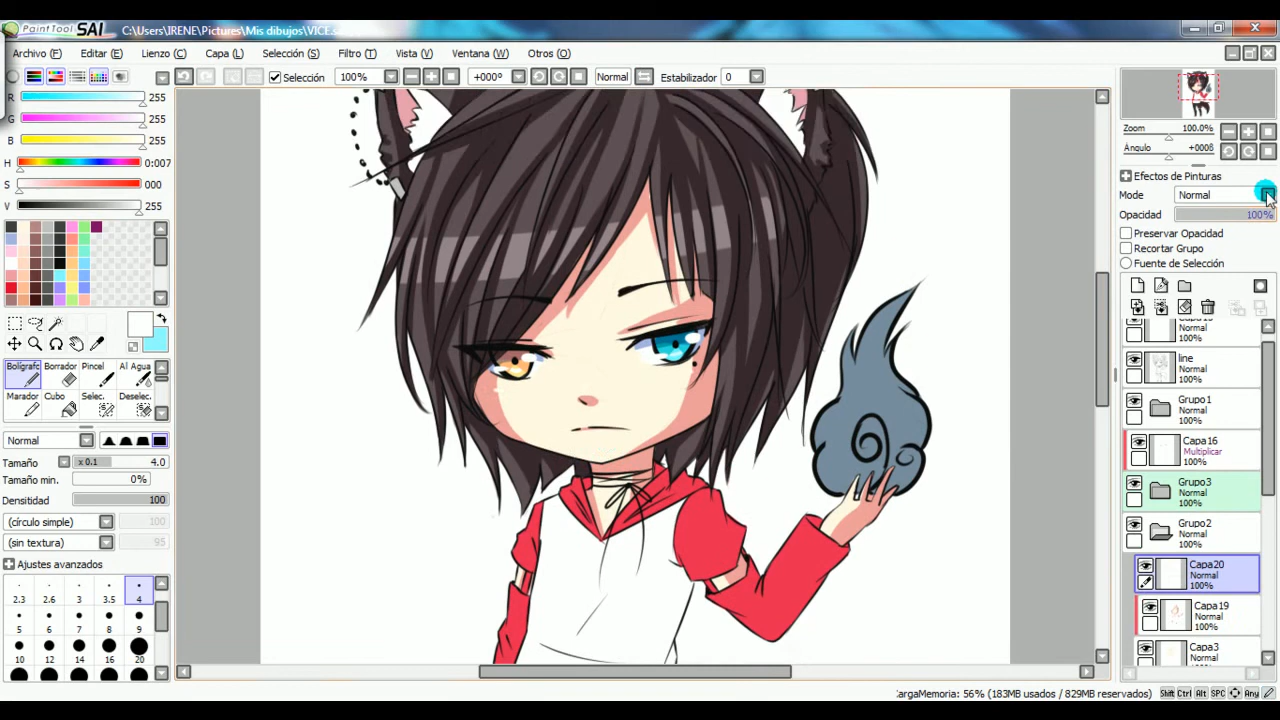 PaintTool SAI C:\Users\IRENE\Pictures\Mis dibujos\VICE.s
Archivo (F) Editar (E) Lienzo (C) Capa (L) Selección (S) Filtro (T) Vista (V) Ventana (W) Otros (O)
Selección 100% +000° Normal Estabilizador 0
R 255
G 255
B 255
H 0:007
S 000
V 255
Zoom 100.0%
Ángulo +0008
Efectos de Pinturas
Mode Normal
Opacidad 100%
Preservar Opacidad
Recortar Grupo
Fuente de Selección
Normal
100%
line
Normal
100%
Grupo1
Normal
100%
Capa16
Multiplicar
100%
Grupo3
Normal
100%
Grupo2
Normal
100%
Capa20
Normal
100%
Capa19
Normal
100%
Capa3
Normal
Bolígrafo Borrador Pincel Al Agua
Marador Cubo Selec. Deselec.
Normal
Tamaño x 0.1 4.0
Tamaño min. 0%
Densidad 100
(círculo simple) 100
(sin textura) 95
Ajustes avanzados
2.3 2.6 3 3.5 4
5 6 7 8 9
10 12 14 16 20
cargaMemoria: 56% (183MB usados / 829MB reservados) Shift Ctrl Alt SPC Any